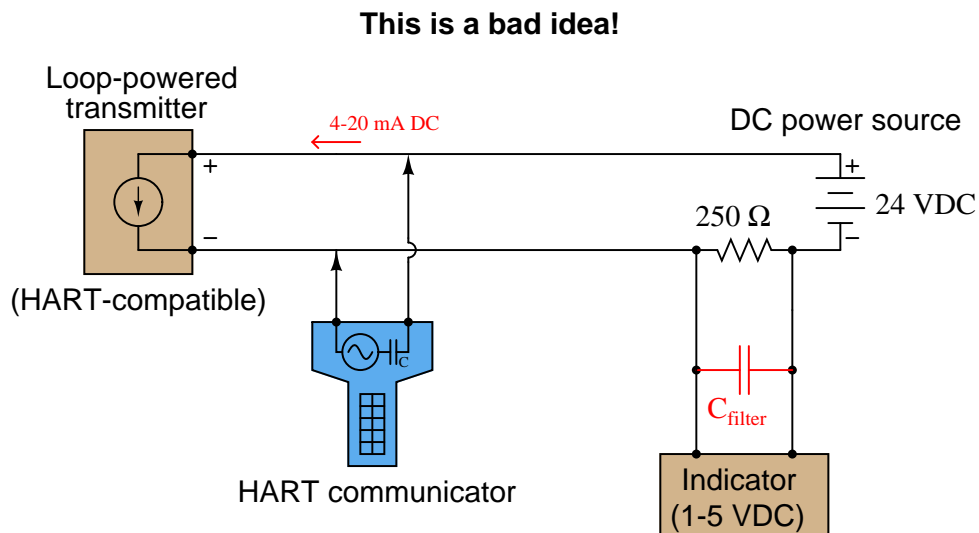 This is a bad idea!
Loop-powered
transmitter
4-20 mA DC
DC power source
+
+
250 Ω
24 VDC
−
−
(HART-compatible)
C
C_filter
HART communicator
Indicator
(1-5 VDC)